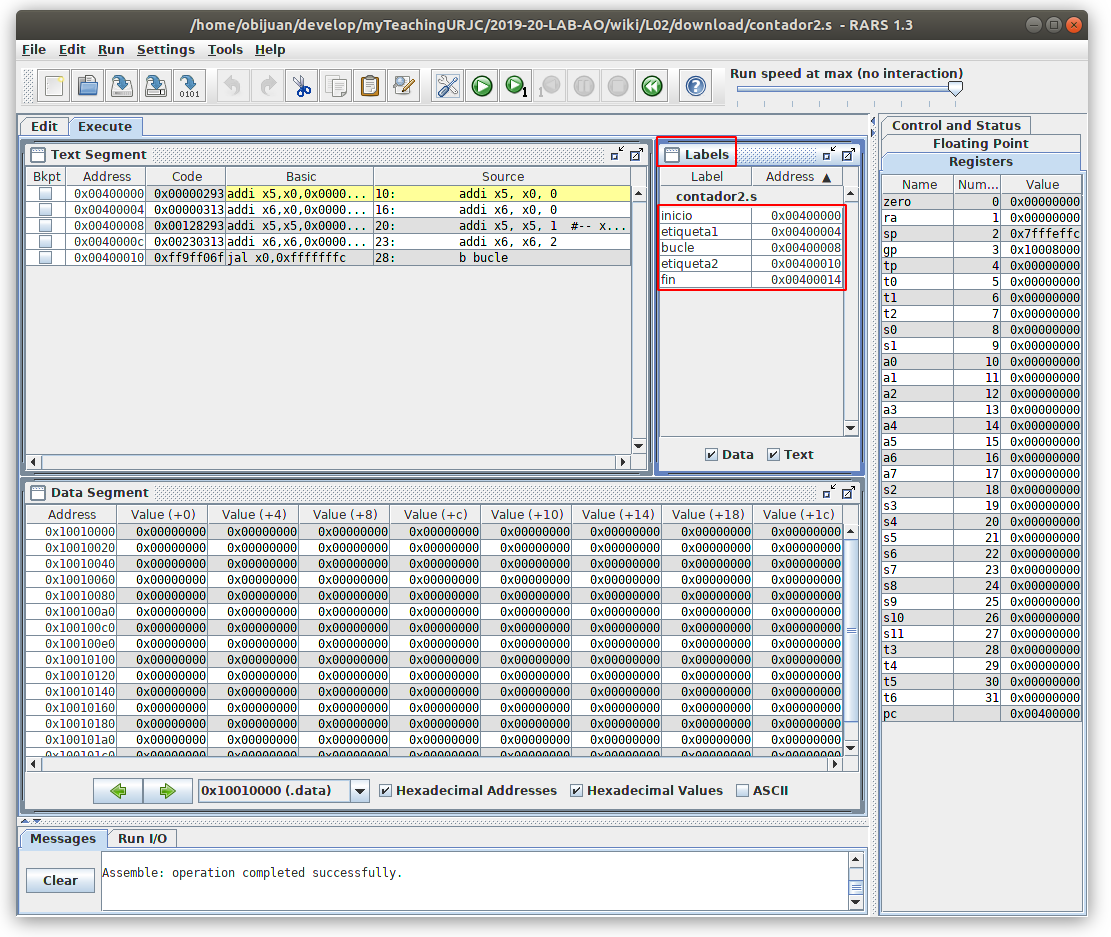 /home/obijuan/develop/myTeachingURJC/2019-20-LAB-AO/wiki/L02/download/contador2.s - RARS 1.3
File Edit Run Settings Tools Help
Run speed at max (no interaction)
Edit Execute
Text Segment
Bkpt Address Code Basic Source
0x00400000 0x00000293 addi x5,x0,0x0000... 10: addi x5, x0, 0
0x00400004 0x00000313 addi x6,x0,0x0000... 16: addi x6, x0, 0
0x00400008 0x00128293 addi x5,x5,0x0000... 20: addi x5, x5, 1 #-- x...
0x0040000c 0x00230313 addi x6,x6,0x0000... 23: addi x6, x6, 2
0x00400010 0xff9ff06f jal x0,0xfffffffc 28: b bucle
Labels
Label Address ▲
contador2.s
inicio 0x00400000
etiqueta1 0x00400004
bucle 0x00400008
etiqueta2 0x00400010
fin 0x00400014
Data Text
Data Segment
Address Value (+0) Value (+4) Value (+8) Value (+c) Value (+10) Value (+14) Value (+18) Value (+1c)
0x10010000 0x00000000 0x00000000 0x00000000 0x00000000 0x00000000 0x00000000 0x00000000 0x00000000
0x10010020 0x00000000 0x00000000 0x00000000 0x00000000 0x00000000 0x00000000 0x00000000 0x00000000
0x10010040 0x00000000 0x00000000 0x00000000 0x00000000 0x00000000 0x00000000 0x00000000 0x00000000
0x10010060 0x00000000 0x00000000 0x00000000 0x00000000 0x00000000 0x00000000 0x00000000 0x00000000
0x10010080 0x00000000 0x00000000 0x00000000 0x00000000 0x00000000 0x00000000 0x00000000 0x00000000
0x100100a0 0x00000000 0x00000000 0x00000000 0x00000000 0x00000000 0x00000000 0x00000000 0x00000000
0x100100c0 0x00000000 0x00000000 0x00000000 0x00000000 0x00000000 0x00000000 0x00000000 0x00000000
0x100100e0 0x00000000 0x00000000 0x00000000 0x00000000 0x00000000 0x00000000 0x00000000 0x00000000
0x10010100 0x00000000 0x00000000 0x00000000 0x00000000 0x00000000 0x00000000 0x00000000 0x00000000
0x10010120 0x00000000 0x00000000 0x00000000 0x00000000 0x00000000 0x00000000 0x00000000 0x00000000
0x10010140 0x00000000 0x00000000 0x00000000 0x00000000 0x00000000 0x00000000 0x00000000 0x00000000
0x10010160 0x00000000 0x00000000 0x00000000 0x00000000 0x00000000 0x00000000 0x00000000 0x00000000
0x10010180 0x00000000 0x00000000 0x00000000 0x00000000 0x00000000 0x00000000 0x00000000 0x00000000
0x100101a0 0x00000000 0x00000000 0x00000000 0x00000000 0x00000000 0x00000000 0x00000000 0x00000000
0x100101c0 0x00000000 0x00000000 0x00000000 0x00000000 0x00000000 0x00000000 0x00000000 0x00000000
0x10010000 (.data) Hexadecimal Addresses Hexadecimal Values ASCII
Messages Run I/O
Clear
Assemble: operation completed successfully.
Control and Status
Floating Point
Registers
Name Num... Value
zero 0 0x00000000
ra 1 0x00000000
sp 2 0x7fffeffc
gp 3 0x10008000
tp 4 0x00000000
t0 5 0x00000000
t1 6 0x00000000
t2 7 0x00000000
s0 8 0x00000000
s1 9 0x00000000
a0 10 0x00000000
a1 11 0x00000000
a2 12 0x00000000
a3 13 0x00000000
a4 14 0x00000000
a5 15 0x00000000
a6 16 0x00000000
a7 17 0x00000000
s2 18 0x00000000
s3 19 0x00000000
s4 20 0x00000000
s5 21 0x00000000
s6 22 0x00000000
s7 23 0x00000000
s8 24 0x00000000
s9 25 0x00000000
s10 26 0x00000000
s11 27 0x00000000
t3 28 0x00000000
t4 29 0x00000000
t5 30 0x00000000
t6 31 0x00000000
pc 0x00400000